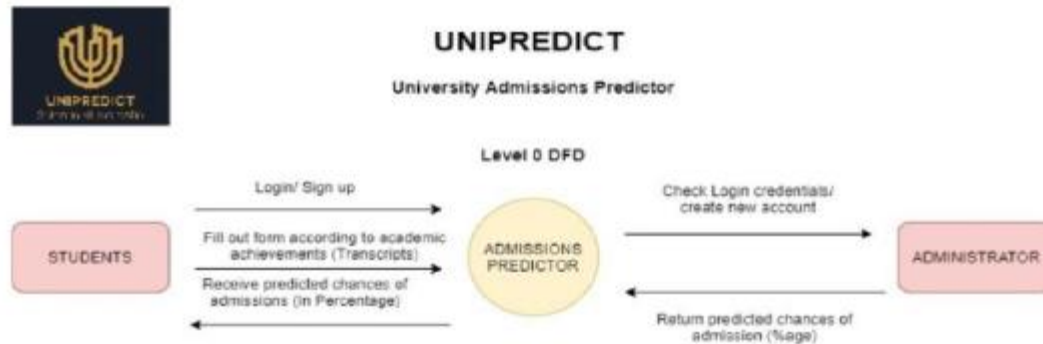 UNIPREDICT
UNIPREDICT
University Admissions Predictor
Level 0 DFD
Login/ Sign up
Fill out form according to academic
achievements (Transcripts)
Receive predicted chances of
admissions (In Percentage)
STUDENTS
ADMISSIONS
PREDICTOR
Check Login credentials/
create new account
ADMINISTRATOR
Return predicted chances of
admission (%age)